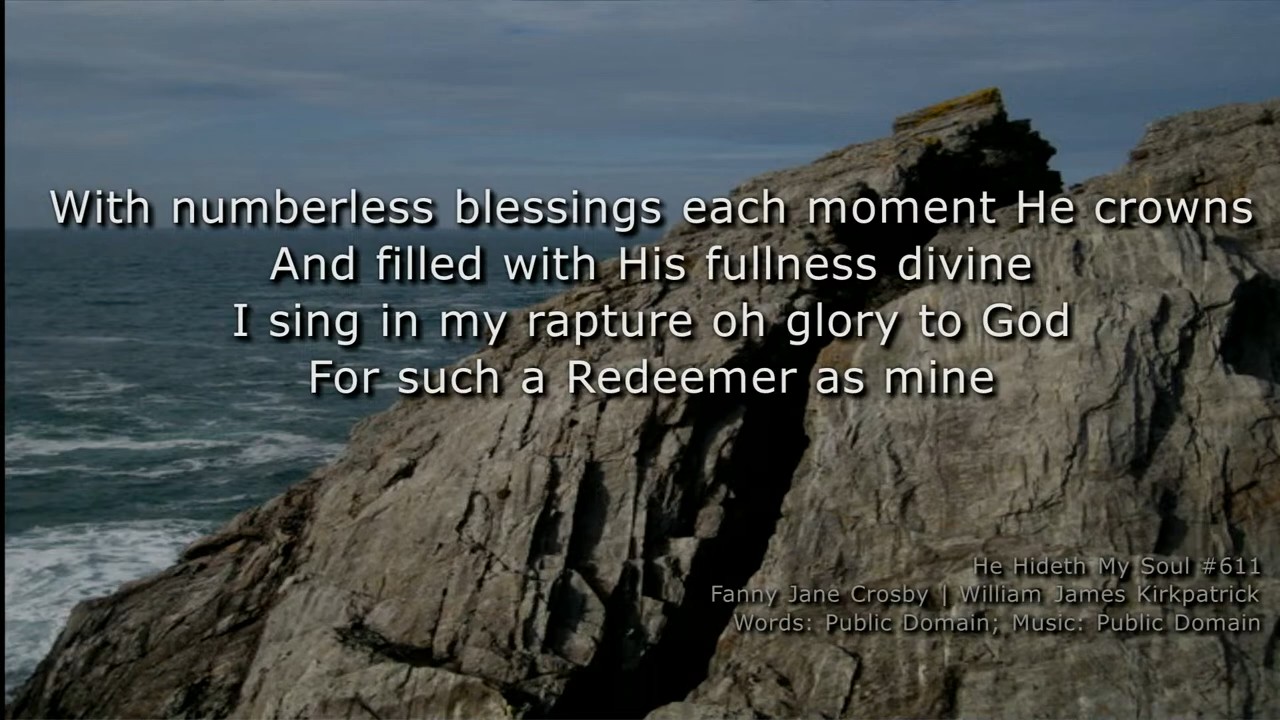 With numberless blessings each moment He crowns
And filled with His fullness divine
I sing in my rapture oh glory to God
For such a Redeemer as mine
He Hideth My Soul #611
Fanny Jane Crosby | William James Kirkpatrick
Words: Public Domain; Music: Public Domain